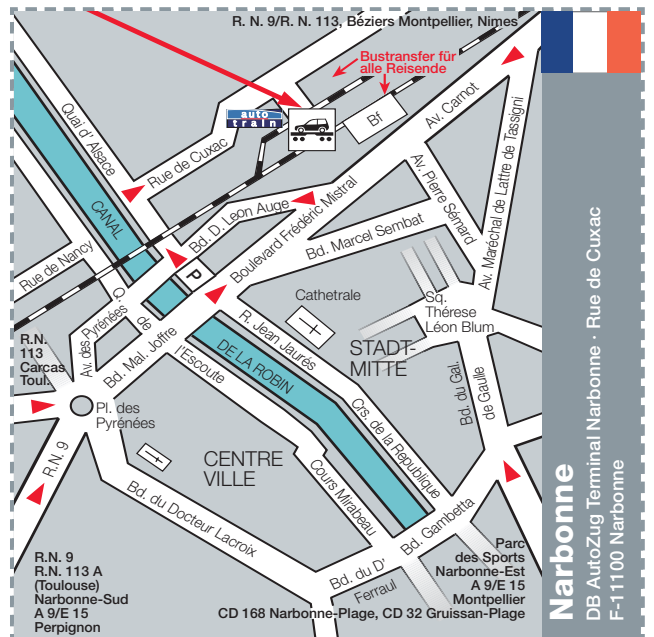 R. N. 9/R. N. 113, Béziers Montpellier, Nimes
Bustransfer für
alle Reisende
auto
train
Bf
Av. Carnot
Av. Maréchal de Lattre de Tassigni
Quai d' Alsace
Rue de Cuxac
Av. Pierre Sémard
CANAL
Bd. D. Leon Auge
Boulevard Frédéric Mistral
Bd. Marcel Sembat
Rue de Nancy
P
Cathetrale
Sq.
Thérese
Léon Blum
Q. de
l'Escoute
Av. des Pyrénées
Bd. Mal. Joffre
R. Jean Jaurés
STADT-
MITTE
DE LA ROBIN
R.N.
113
Carcas
Toul.
Bd. du Gal.
de Gaulle
Pl. des
Pyrénées
Crs. de la Republique
R.N. 9
CENTRE
VILLE
Cours Mirabeau
Bd. du Docteur Lacroix
Bd. Gambetta
Bd. du D'
Ferraul
R.N. 9
R.N. 113 A
(Toulouse)
Narbonne-Sud
A 9/E 15
Perpignon
Parc
des Sports
Narbonne-Est
A 9/E 15
Montpellier
CD 168 Narbonne-Plage, CD 32 Gruissan-Plage
Narbonne
DB AutoZug Terminal Narbonne · Rue de Cuxac
F-11100 Narbonne